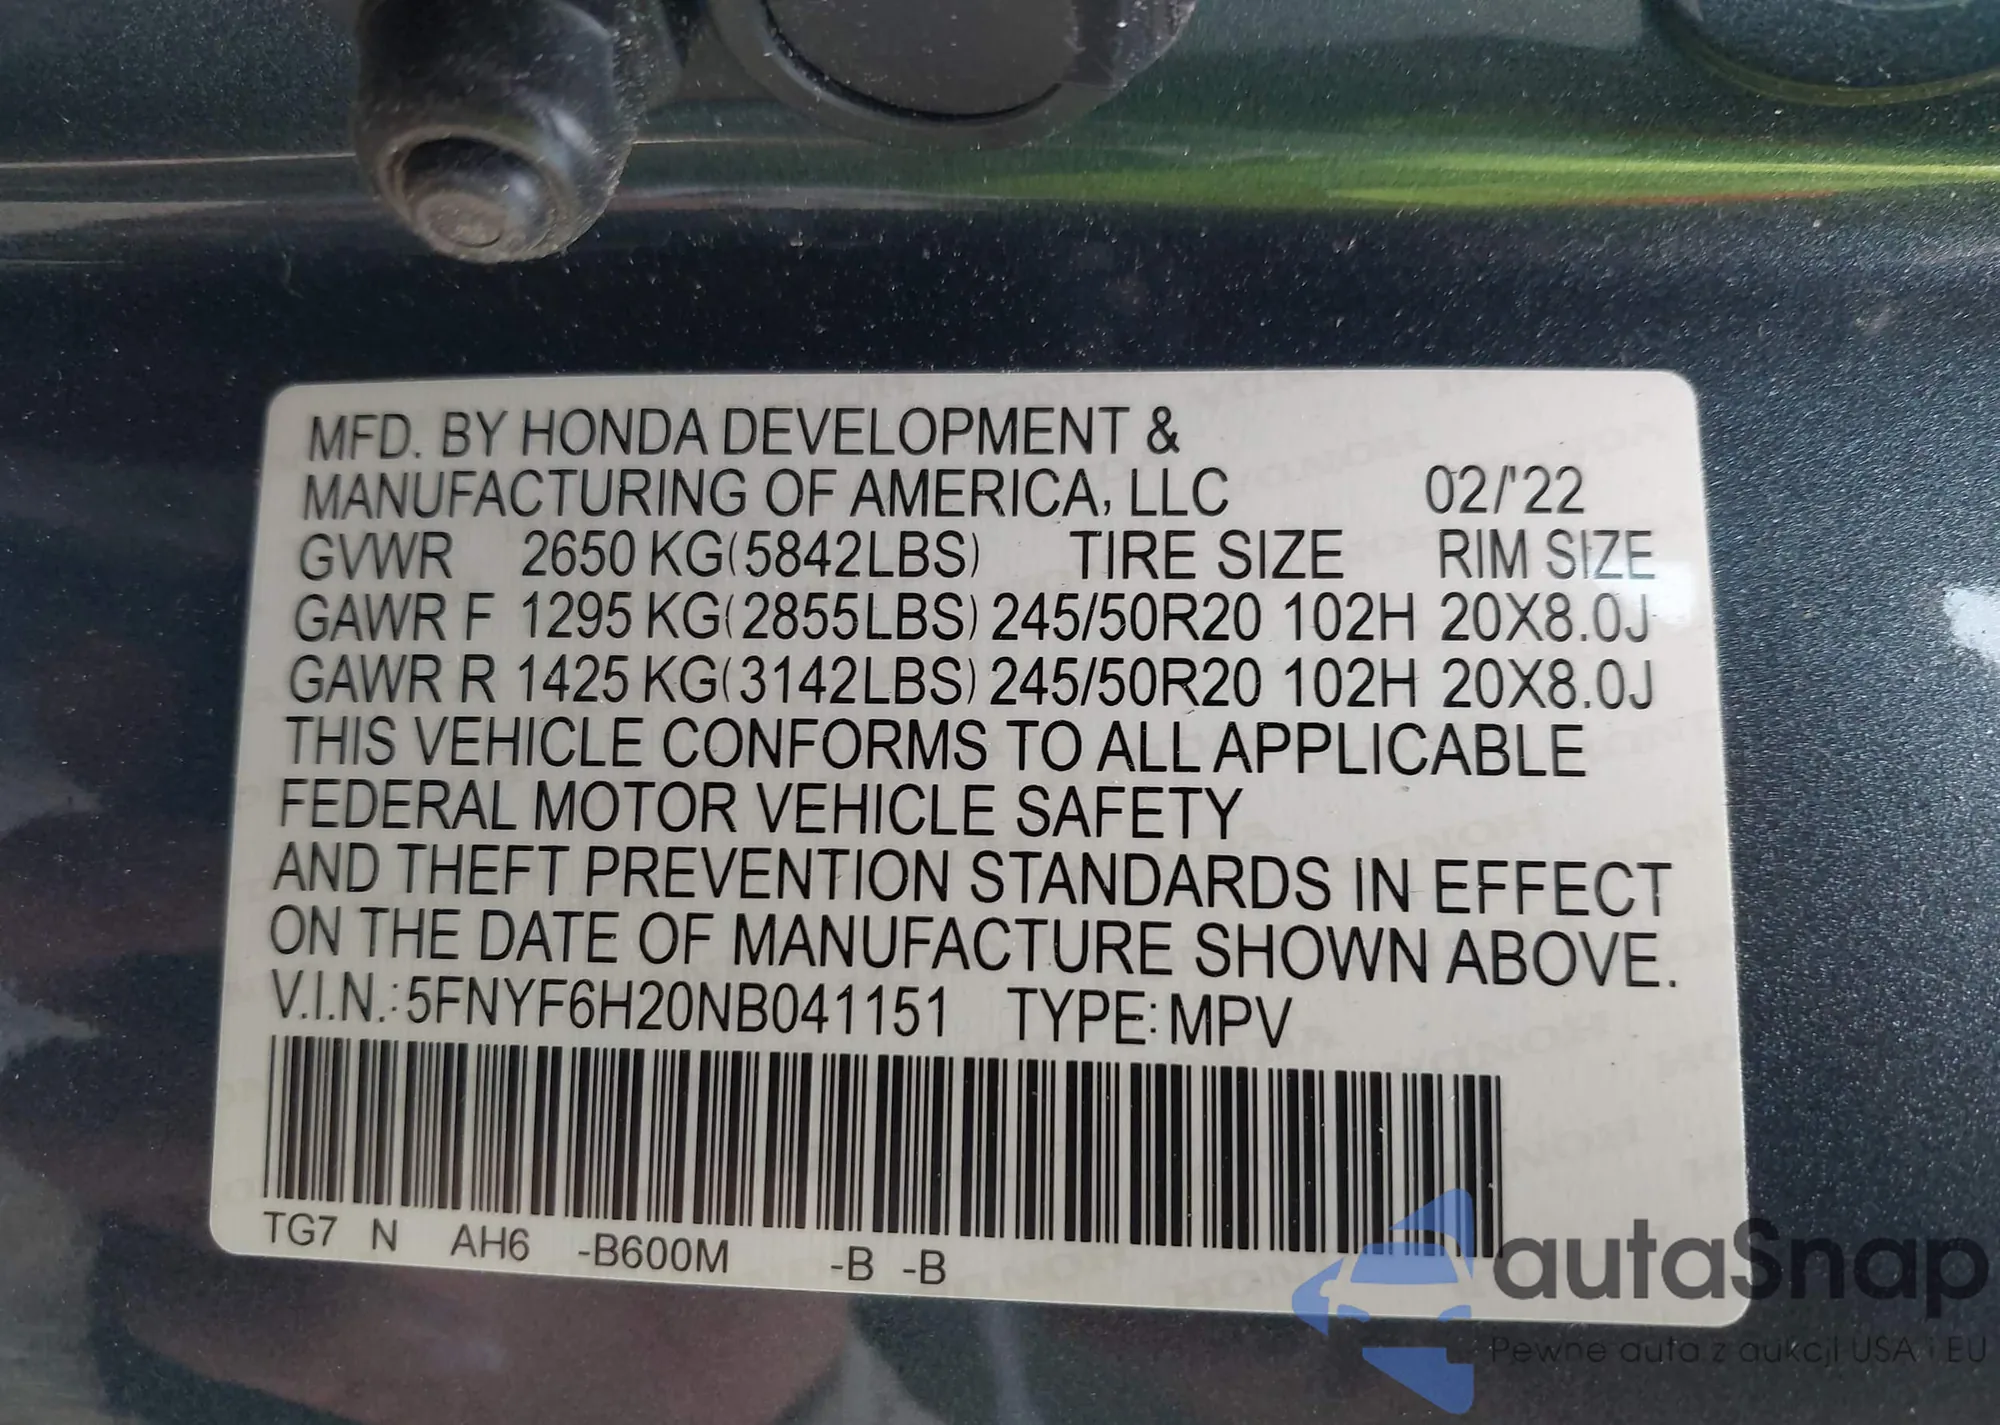 MFD. BY HONDA DEVELOPMENT &
MANUFACTURING OF AMERICA, LLC 02/'22
GVWR 2650 KG(5842LBS) TIRE SIZE RIM SIZE
GAWR F 1295 KG(2855LBS) 245/50R20 102H 20X8.0J
GAWR R 1425 KG(3142LBS) 245/50R20 102H 20X8.0J
THIS VEHICLE CONFORMS TO ALL APPLICABLE
FEDERAL MOTOR VEHICLE SAFETY
AND THEFT PREVENTION STANDARDS IN EFFECT
ON THE DATE OF MANUFACTURE SHOWN ABOVE.
V.I.N.:5FNYF6H20NB041151 TYPE:MPV
TG7 N AH6 -B600M -B -B
autaSnap
Pewne auta z aukcji USA i EU